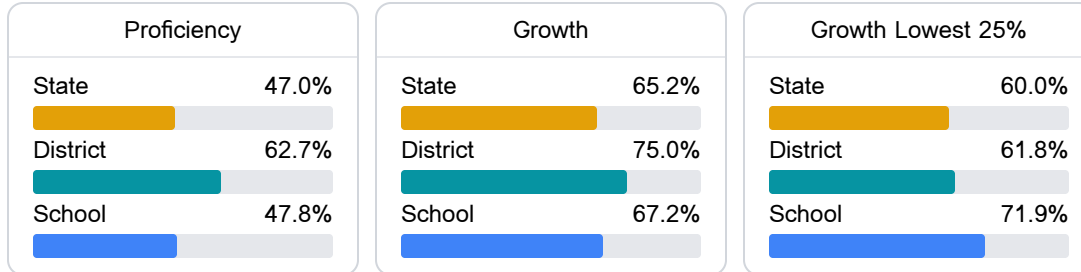 Proficiency
State 47.0%
District 62.7%
School 47.8%
Growth
State 65.2%
District 75.0%
School 67.2%
Growth Lowest 25%
State 60.0%
District 61.8%
School 71.9%